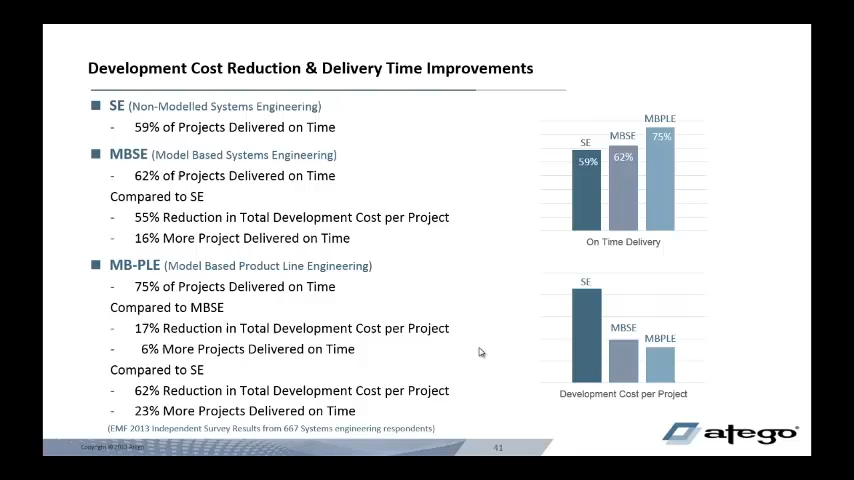 Development Cost Reduction & Delivery Time Improvements
SE (Non-Modelled Systems Engineering)
- 59% of Projects Delivered on Time
MBSE (Model Based Systems Engineering)
- 62% of Projects Delivered on Time
Compared to SE
- 55% Reduction in Total Development Cost per Project
- 16% More Project Delivered on Time
MB-PLE (Model Based Product Line Engineering)
- 75% of Projects Delivered on Time
Compared to MBSE
- 17% Reduction in Total Development Cost per Project
- 6% More Projects Delivered on Time
Compared to SE
- 62% Reduction in Total Development Cost per Project
- 23% More Projects Delivered on Time
(EMF 2013 Independent Survey Results from 667 Systems engineering respondents)
SE
59%
MBSE
62%
MBPLE
75%
On Time Delivery
SE
MBSE
MBPLE
Development Cost per Project
Copyright © 2013 Atego
41
atego